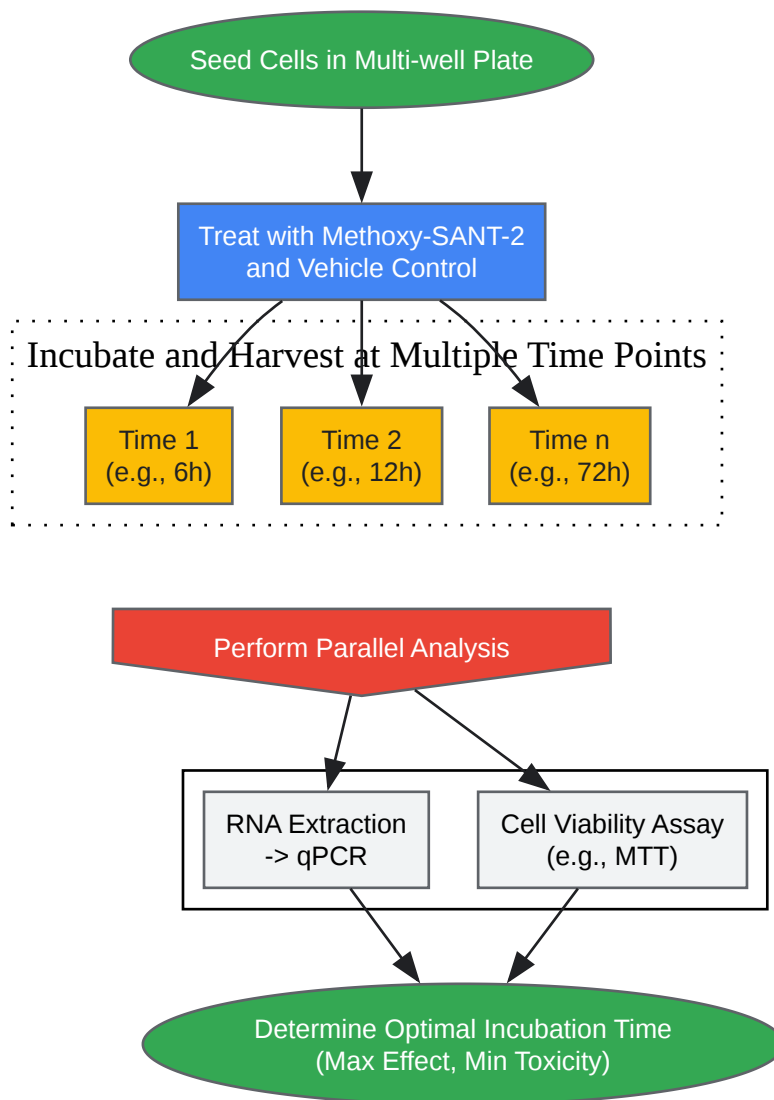 Seed Cells in Multi-well Plate
Treat with Methoxy-SANT-2
and Vehicle Control
Incubate and Harvest at Multiple Time Points
Time 1
(e.g., 6h)
Time 2
(e.g., 12h)
Time n
(e.g., 72h)
Perform Parallel Analysis
RNA Extraction
-> qPCR
Cell Viability Assay
(e.g., MTT)
Determine Optimal Incubation Time
(Max Effect, Min Toxicity)